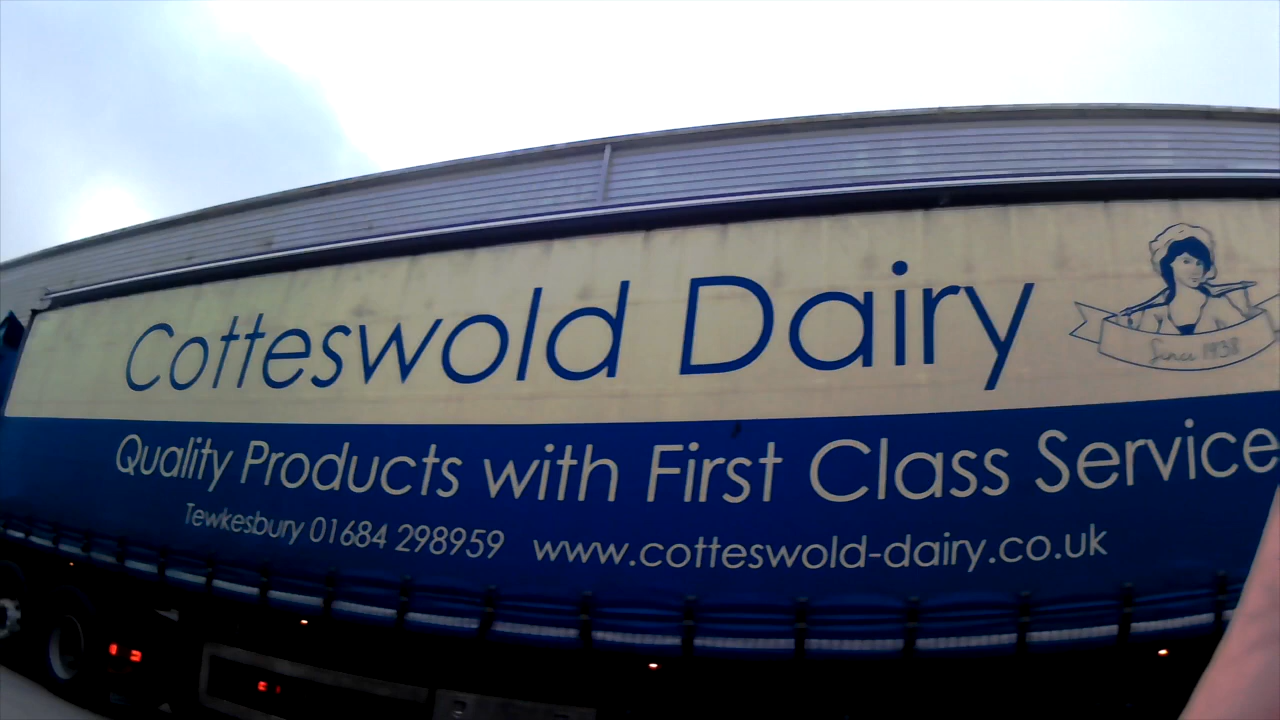 Cotteswold Dairy
Since 1938
Quality Products with First Class Service
Tewkesbury 01684 298959 www.cotteswold-dairy.co.uk